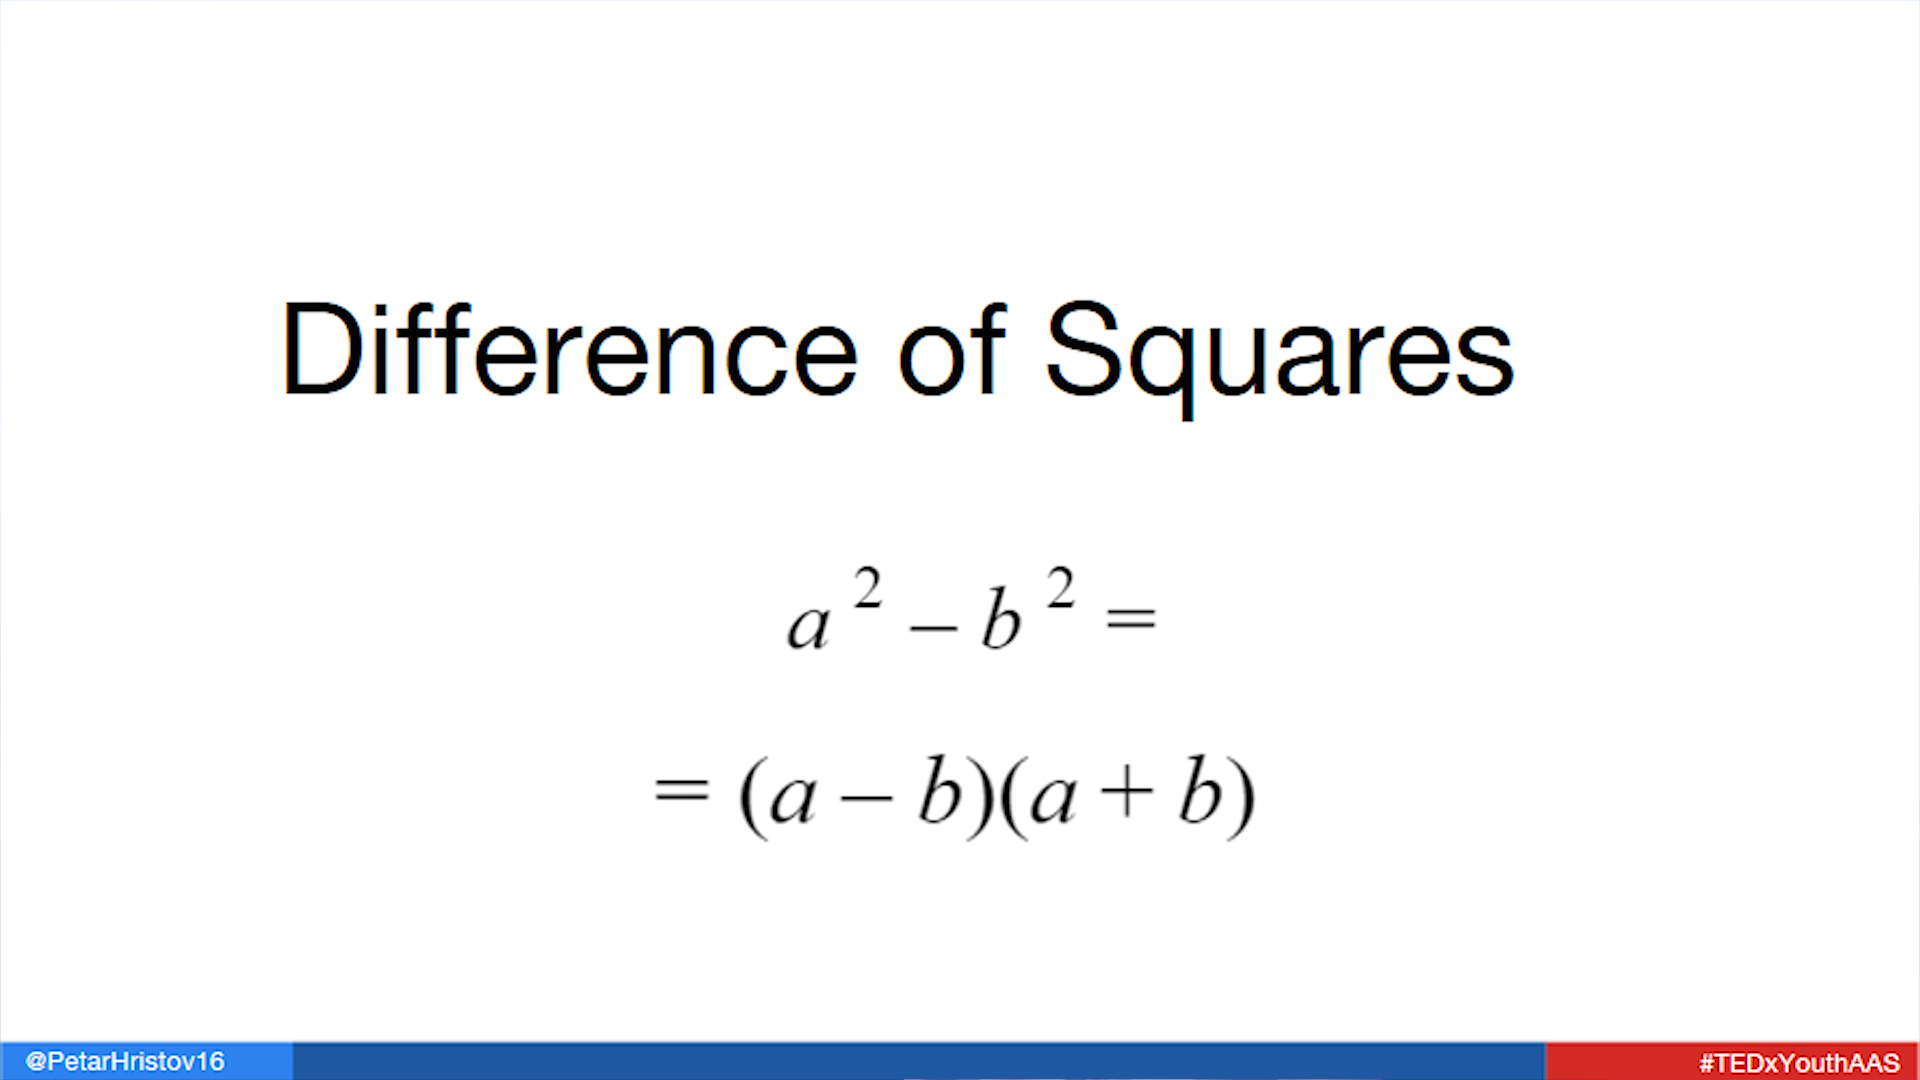 Difference of Squares
a² – b² =
= (a – b)(a + b)
@PetarHristov16
#TEDxYouthAAS